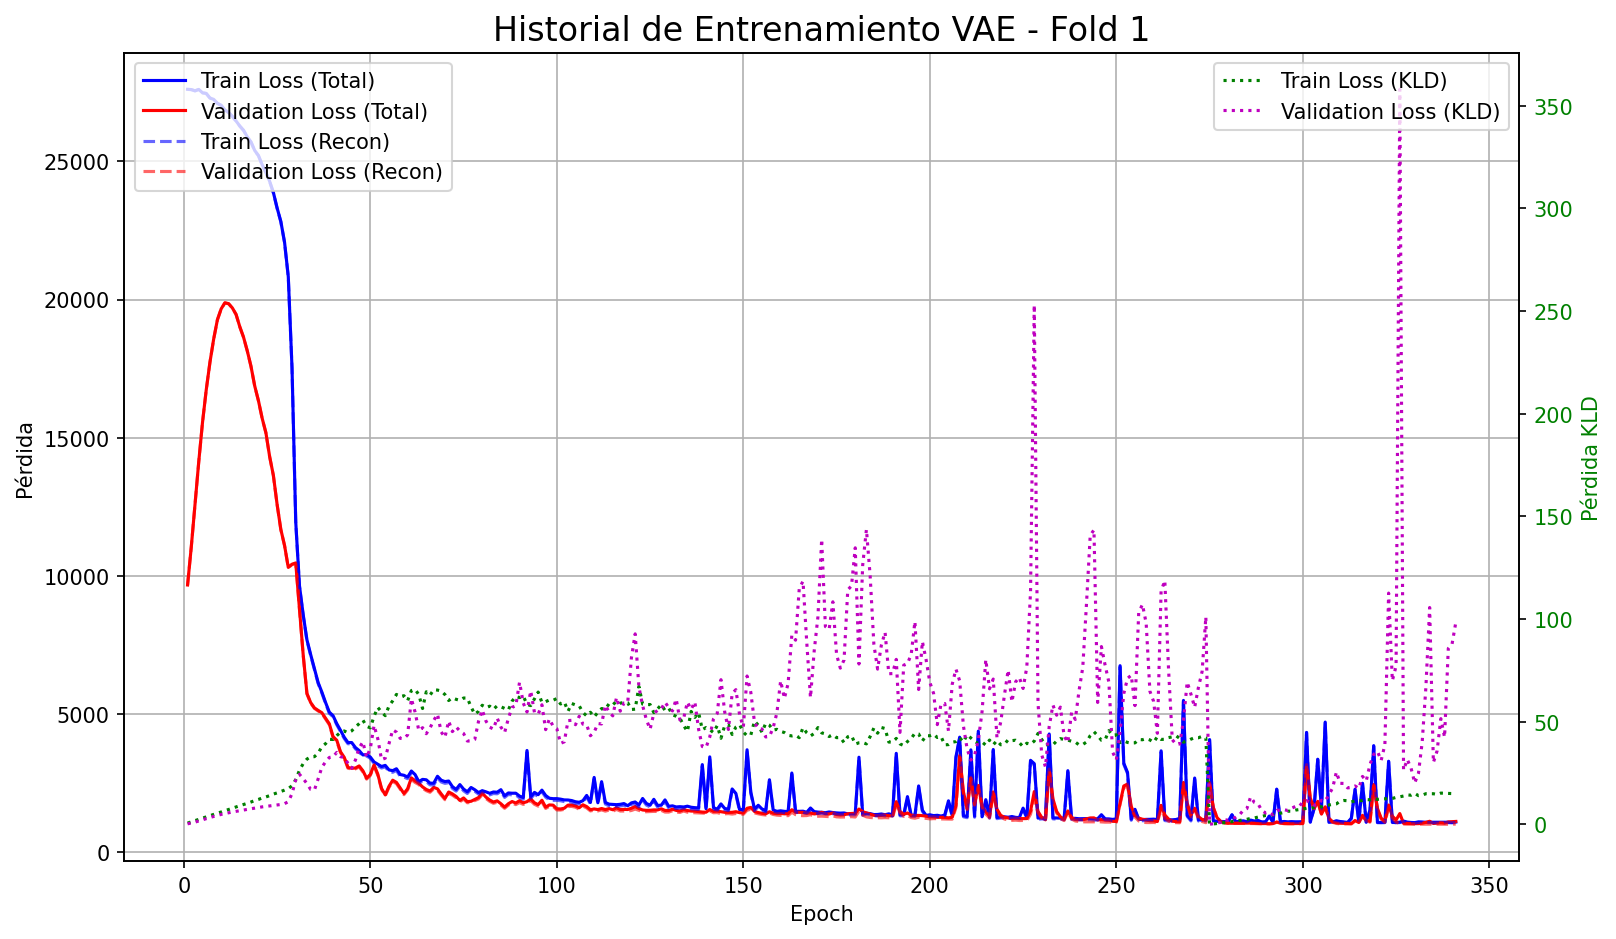 Historial de Entrenamiento VAE - Fold 1
Train Loss (Total)
Validation Loss (Total)
Train Loss (Recon)
Validation Loss (Recon)
Train Loss (KLD)
Validation Loss (KLD)
Pérdida
25000
20000
15000
10000
5000
0
Pérdida KLD
350
300
250
200
150
100
50
0
0
50
100
150
200
250
300
350
Epoch